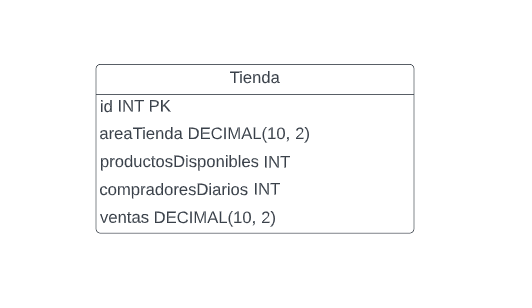 Tienda
id INT PK
areaTienda DECIMAL(10, 2)
productosDisponibles INT
compradoresDiarios INT
ventas DECIMAL(10, 2)